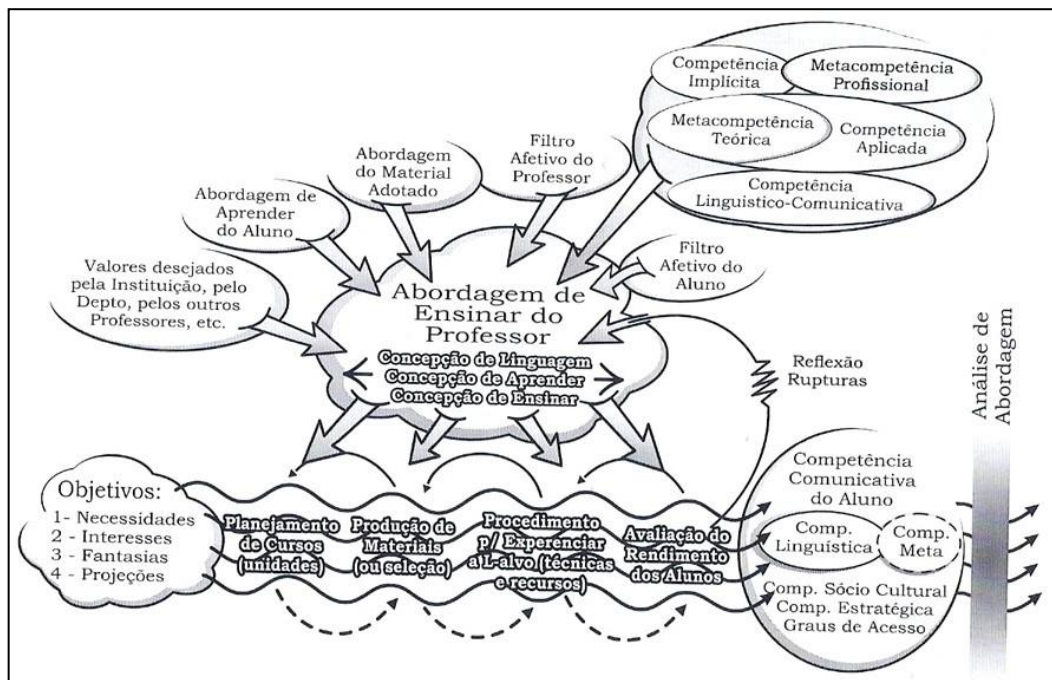 Competência
Implícita
Metacompetência
Profissional
Metacompetência
Teórica
Competência
Aplicada
Competência
Linguistico-Comunicativa
Filtro
Afetivo do
Professor
Abordagem
do Material
Adotado
Abordagem de
Aprender
do Aluno
Valores desejados
pela Instituição, pelo
Depto, pelos outros
Professores, etc.
Filtro
Afetivo do
Aluno
Abordagem de
Ensinar do
Professor
Concepção de Linguagem
Concepção de Aprender
Concepção de Ensinar
Reflexão
Rupturas
Análise de
Abordagem
Objetivos:
1- Necessidades
2 - Interesses
3 - Fantasias
4 - Projeções
Planejamento
de Cursos
(unidades)
Produção de
Materiais
(ou seleção)
Procedimento
p/ Experenciar
a L-alvo (técnicas
e recursos)
Avaliação do
Rendimento
dos Alunos
Competência
Comunicativa
do Aluno
Comp.
Linguística
Comp.
Meta
Comp. Sócio Cultural
Comp. Estratégica
Graus de Acesso